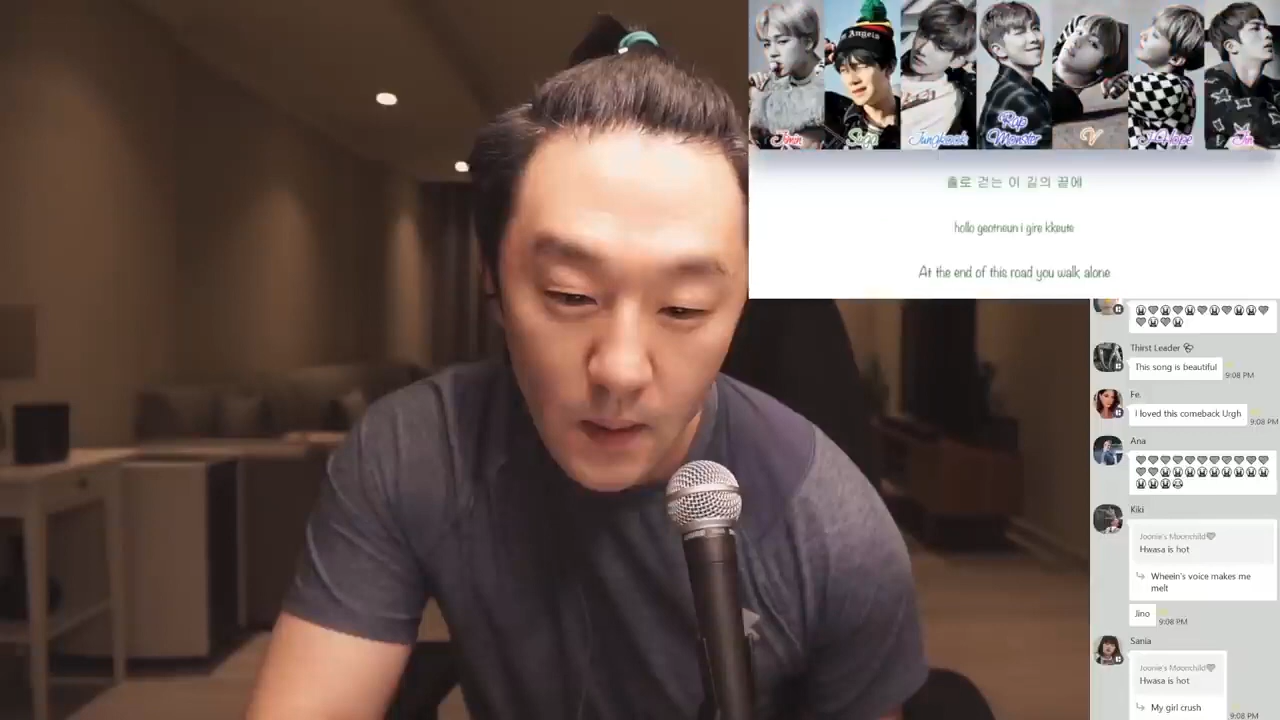 Angels
Jimin
Suga
Jungkook
Rap
Monster
V
J-Hope
Jin
홀로 걷는 이 길의 끝에
hollo geotneun i gire kkeute
At the end of this road you walk alone
Thirst Leader
This song is beautiful
9:08 PM
Fe.
I loved this comeback Urgh
9:08 PM
Ana
Kiki
Joonie's Moonchild
Hwasa is hot
Wheein's voice makes me
melt
Jino
9:08 PM
Sania
Joonie's Moonchild
Hwasa is hot
My girl crush
9:08 PM